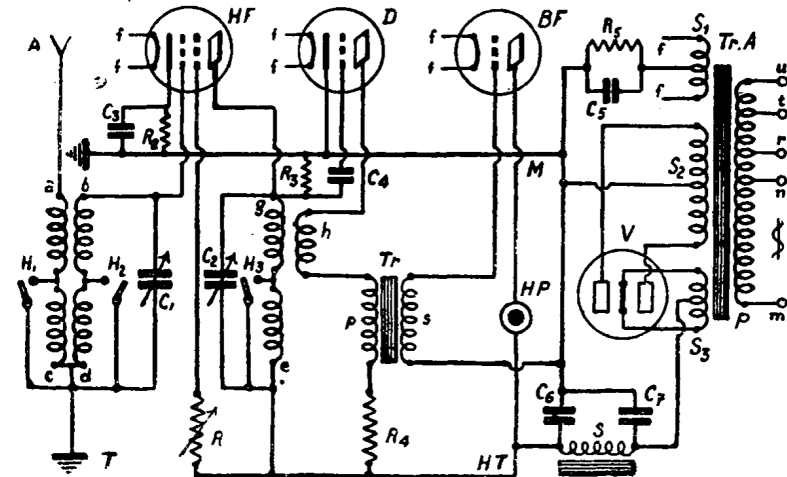 HF
D
BF
A
f
f
f
f
f
f
R5
S1
Tr.A
f
f
C5
u
t
r
n
m
p
C3
R2
R3
C4
M
S2
V
S3
a
b
g
h
H1
H2
C1
C2
H3
Tr
p
s
HP
c
d
e
C6
C7
S
R
R4
HT
T